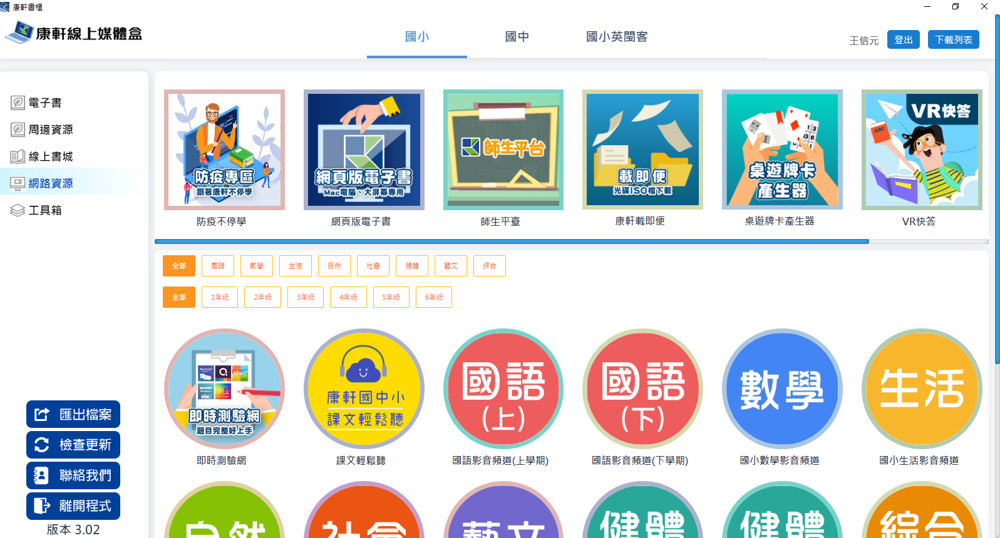 康軒書櫃
康軒線上媒體盒
國小
國中
國小英閩客
王信元
登出
下載列表
電子書
周邊資源
線上書城
網路資源
工具箱
防疫專區
跟著康軒不停學
網頁版電子書
Mac電腦、大屏幕專用
師生平台
載即便
光碟ISO檔下載
桌遊牌卡
產生器
VR快答
防疫不停學
網頁版電子書
師生平臺
康軒載即便
桌遊牌卡產生器
VR快答
全部
國語
數學
生活
自然
社會
健體
藝文
綜合
全部
1年級
2年級
3年級
4年級
5年級
6年級
即時測驗網
題目完整好上手
康軒國中小
課文輕鬆聽
國語
(上)
國語
(下)
數學
生活
即時測驗網
課文輕鬆聽
國語影音頻道(上學期)
國語影音頻道(下學期)
國小數學影音頻道
國小生活影音頻道
自然
社會
藝文
健體
健體
綜合
匯出檔案
檢查更新
聯絡我們
離開程式
版本 3.02